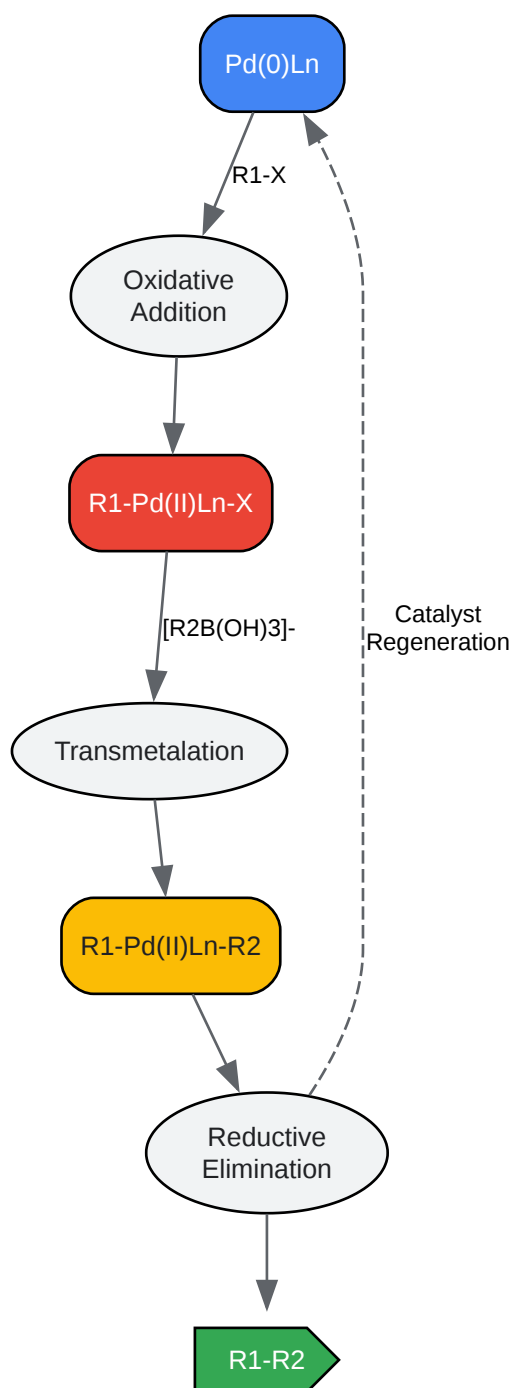 Pd(0)Ln
R1-X
Oxidative
Addition
R1-Pd(II)Ln-X
[R2B(OH)3]-
Catalyst
Regeneration
Transmetalation
R1-Pd(II)Ln-R2
Reductive
Elimination
R1-R2